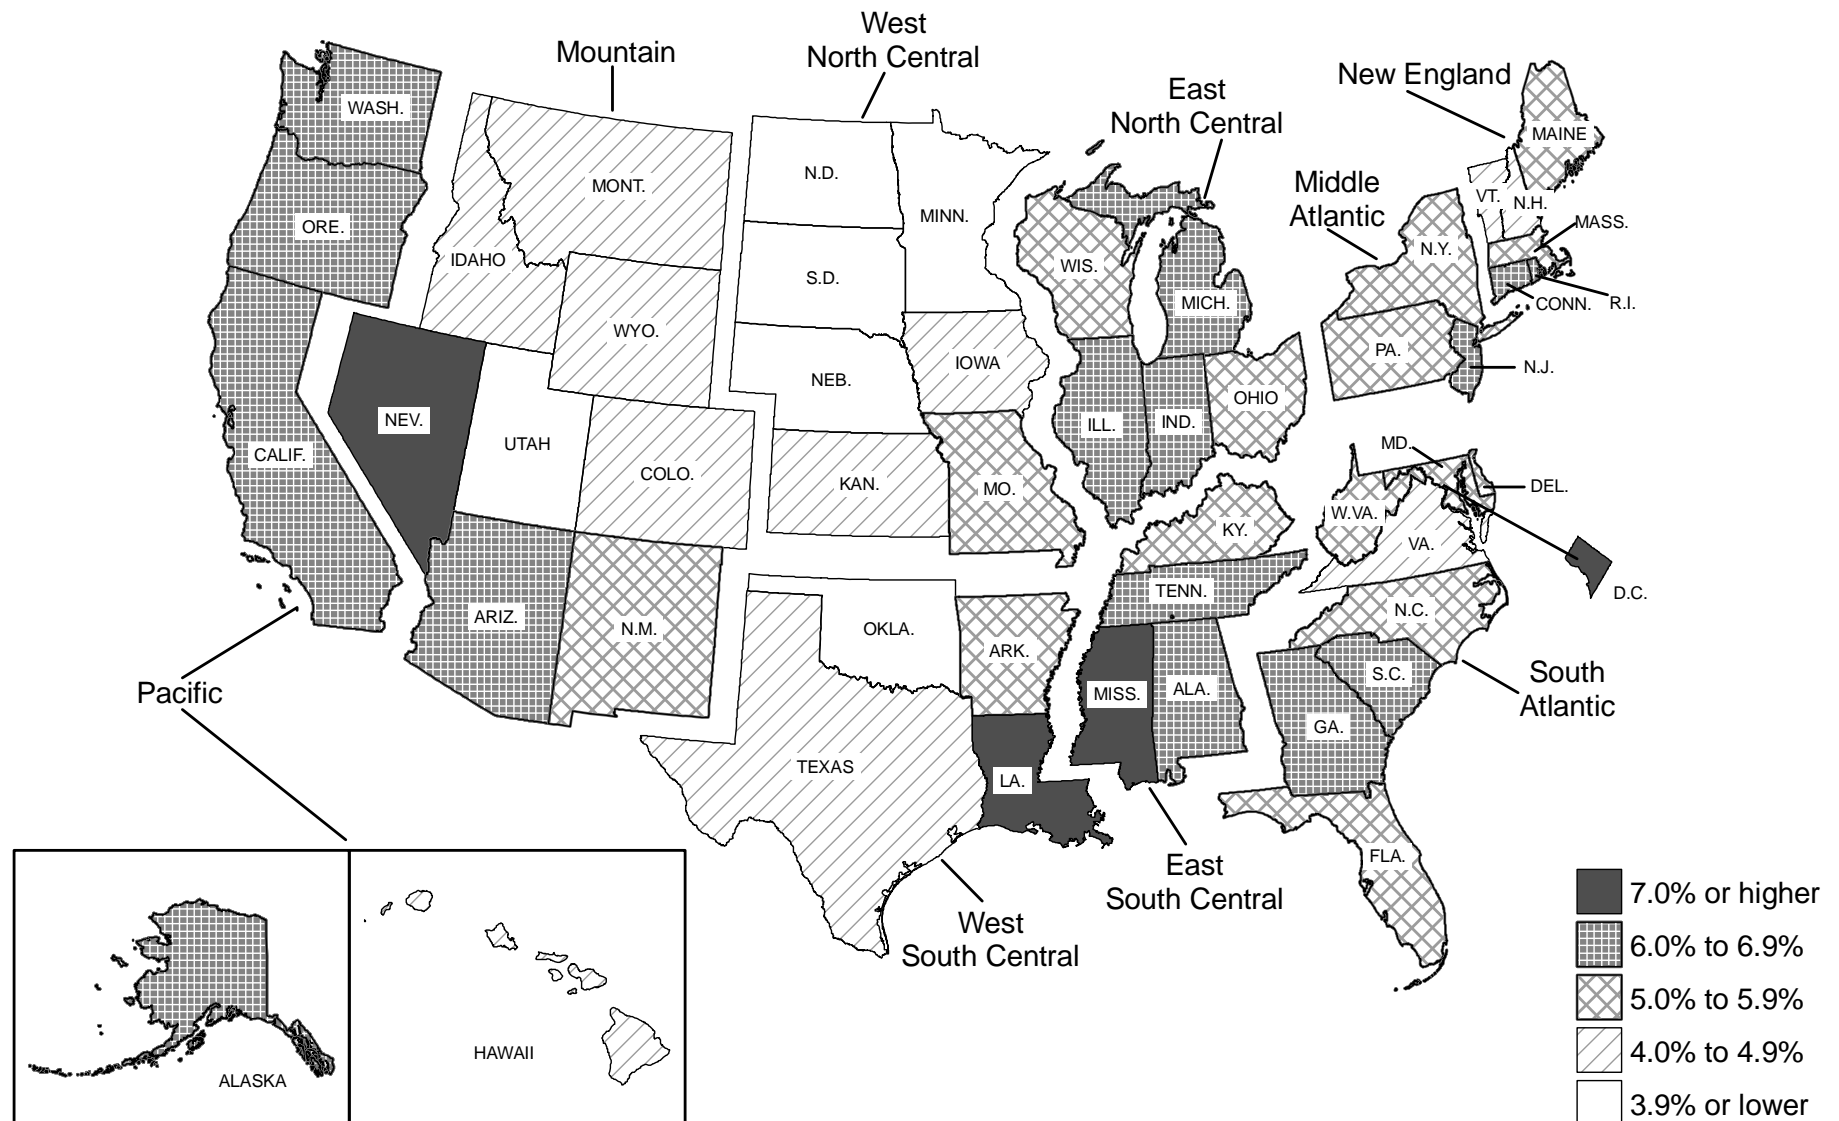 West
North Central
Mountain
New England
East
North Central
WASH.
MAINE
N.D.
Middle
Atlantic
MONT.
VT.
N.H.
MINN.
MASS.
ORE.
N.Y.
IDAHO
WIS.
S.D.
MICH.
CONN.
R.I.
WYO.
PA.
IOWA
N.J.
NEB.
OHIO
NEV.
ILL.
IND.
UTAH
MD.
CALIF.
COLO.
KAN.
MO.
DEL.
W.VA.
KY.
VA.
TENN.
D.C.
ARIZ.
N.M.
OKLA.
N.C.
ARK.
S.C.
South
Atlantic
Pacific
MISS.
ALA.
GA.
TEXAS
LA.
FLA.
East
South Central
7.0% or higher
West
South Central
6.0% to 6.9%
5.0% to 5.9%
HAWAII
4.0% to 4.9%
ALASKA
3.9% or lower